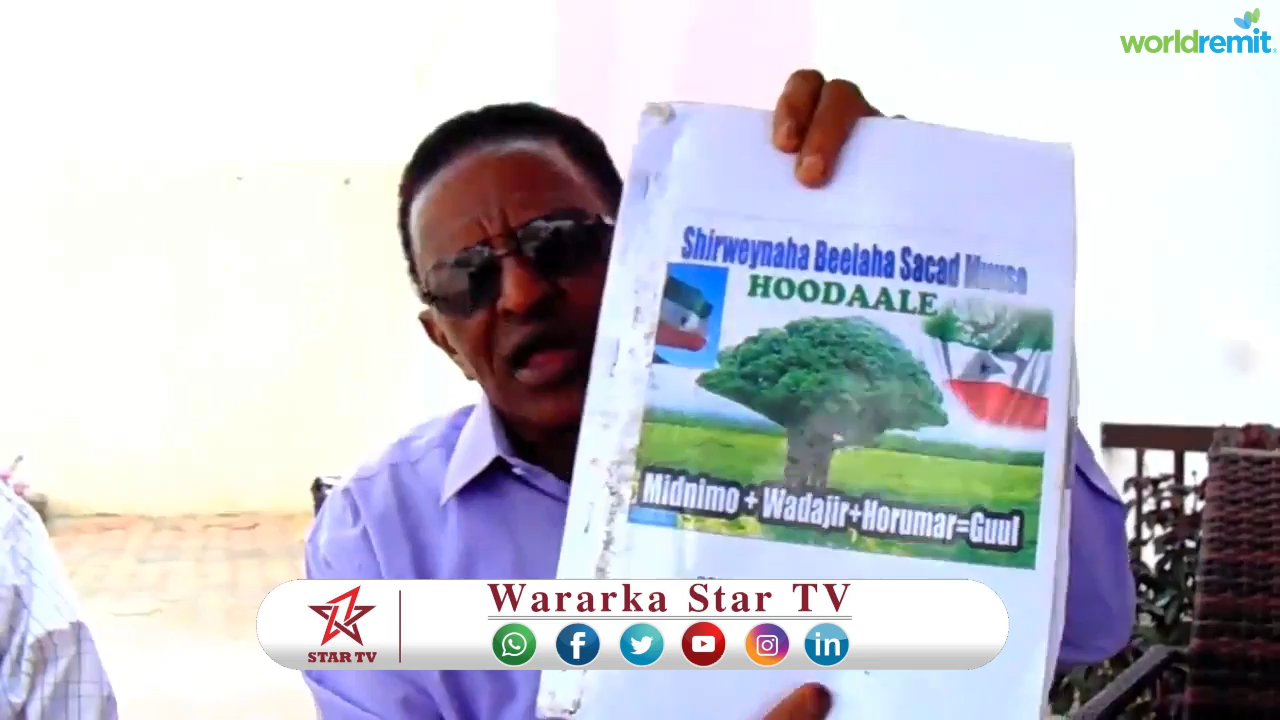 worldremit
Shirweynaha Beelaha Sacad Muuse
HOODAALE
Midnimo + Wadajir+Horumar=Guul
Wararka Star TV
STAR TV